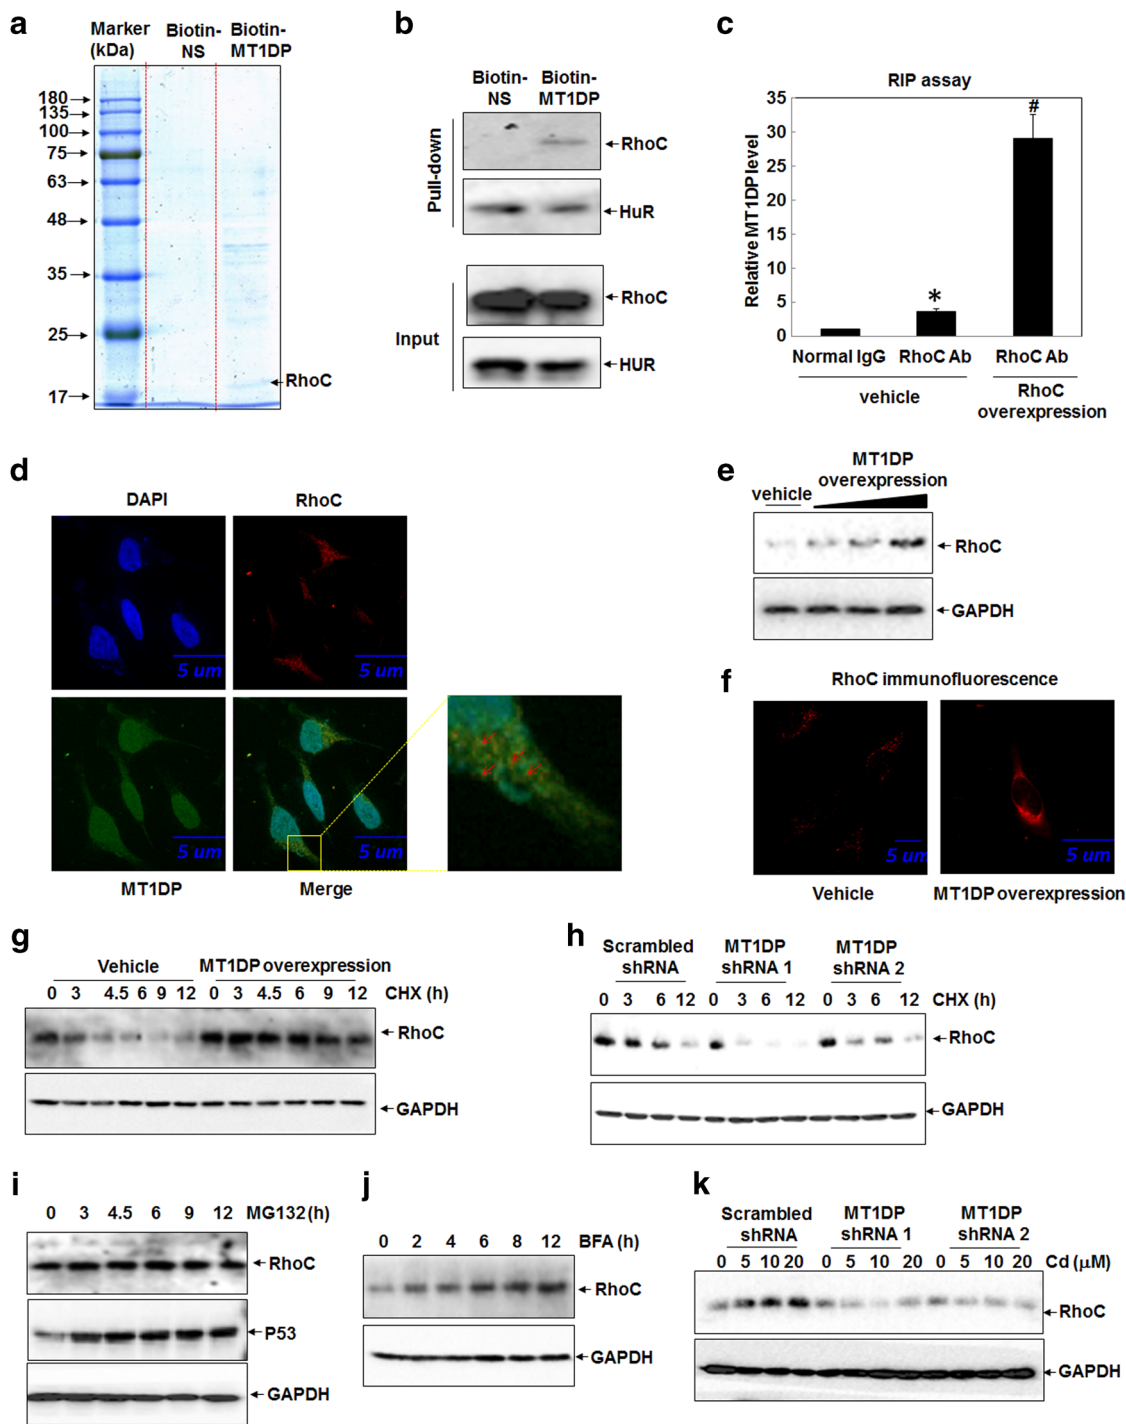 a
Marker
(kDa)
Biotin-
NS
Biotin-
MT1DP
180
135
100
75
63
48
35
25
17
RhoC
b
Biotin-
NS
Biotin-
MT1DP
Pull-down
RhoC
HuR
Input
RhoC
HUR
c
RIP assay
Relative MT1DP level
35
30
25
20
15
10
5
0
*
#
Normal IgG
RhoC Ab
RhoC Ab
vehicle
RhoC
overexpression
d
DAPI
RhoC
5 um
5 um
5 um
5 um
MT1DP
Merge
e
MT1DP
overexpression
vehicle
RhoC
GAPDH
f
RhoC immunofluorescence
5 um
5 um
Vehicle
MT1DP overexpression
g
Vehicle
MT1DP overexpression
0 3 4.5 6 9 12 0 3 4.5 6 9 12 CHX (h)
RhoC
GAPDH
h
Scrambled
shRNA
MT1DP
shRNA 1
MT1DP
shRNA 2
0 3 6 12 0 3 6 12 0 3 6 12 CHX (h)
RhoC
GAPDH
i
0 3 4.5 6 9 12 MG132 (h)
RhoC
P53
GAPDH
j
0 2 4 6 8 12 BFA (h)
RhoC
GAPDH
k
Scrambled
shRNA
MT1DP
shRNA 1
MT1DP
shRNA 2
0 5 10 20 0 5 10 20 0 5 10 20 Cd (μM)
RhoC
GAPDH